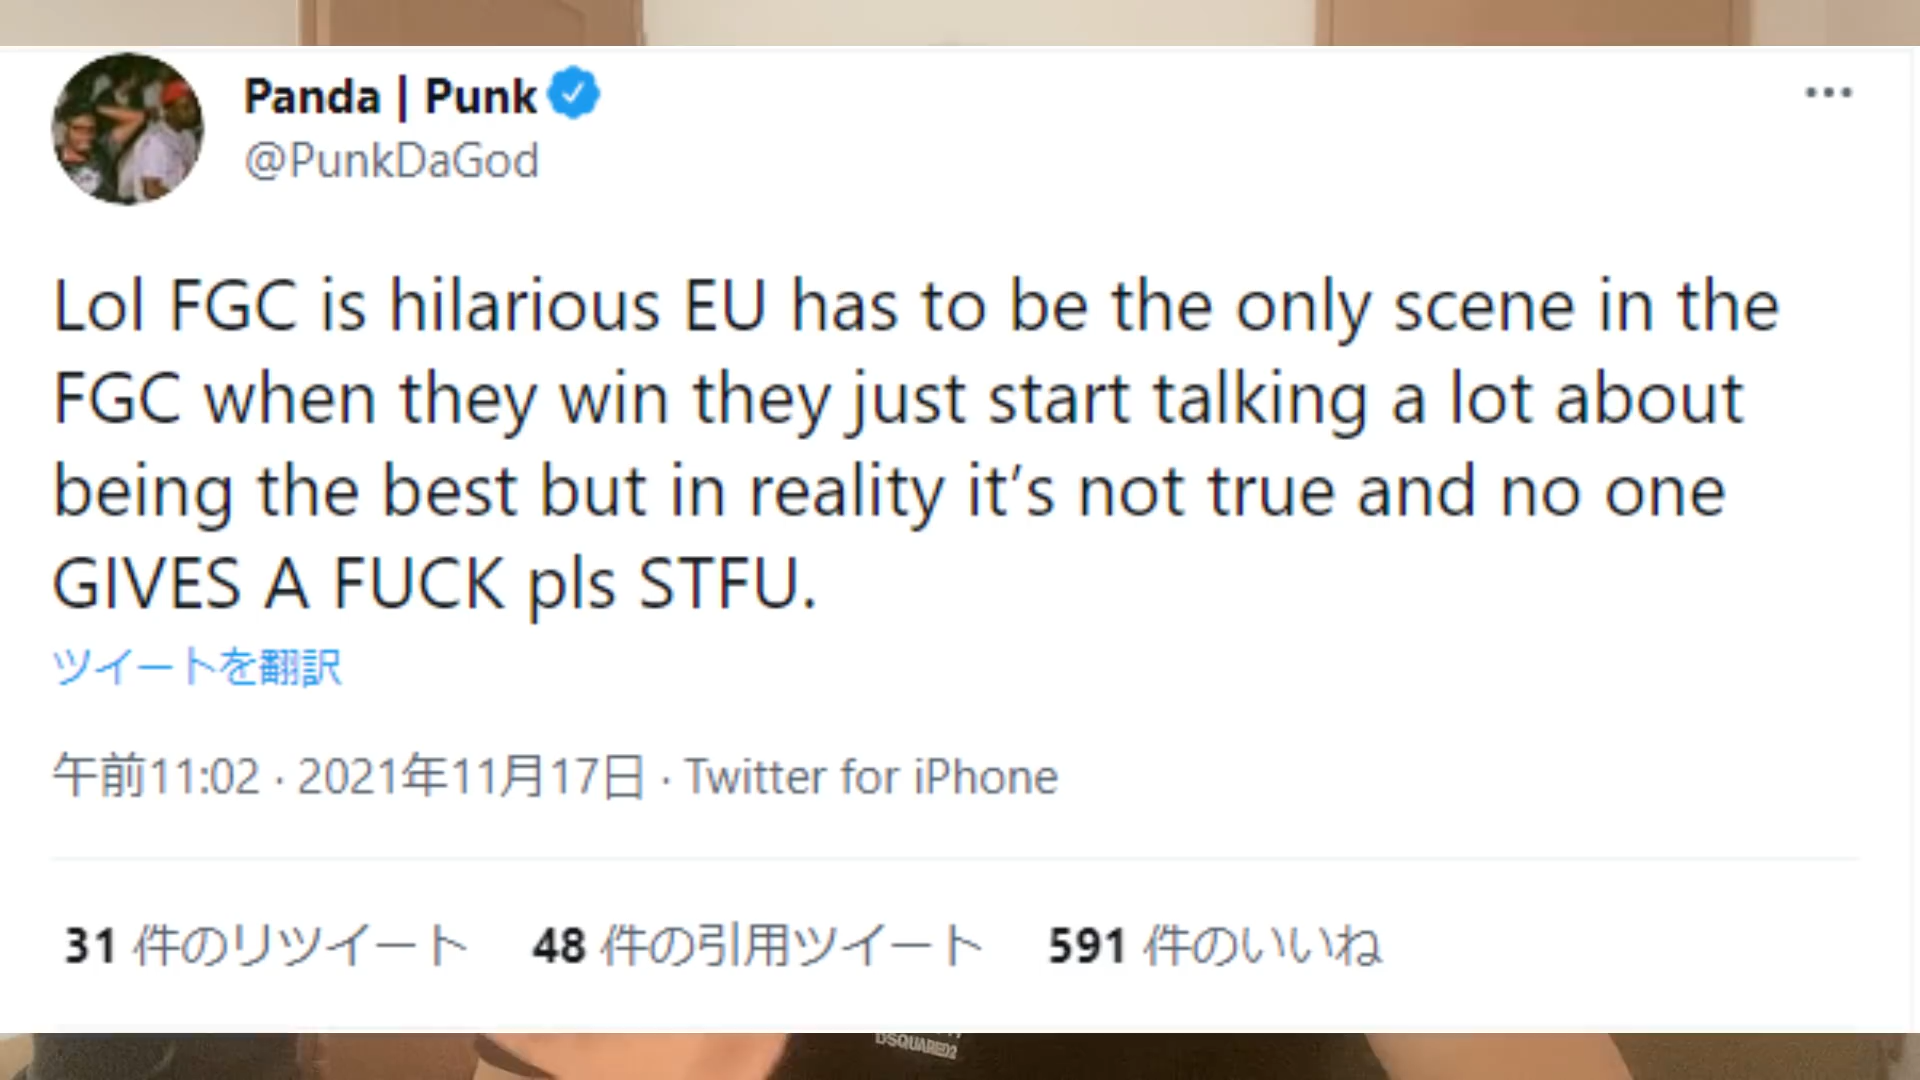 Panda | Punk
@PunkDaGod
Lol FGC is hilarious EU has to be the only scene in the
FGC when they win they just start talking a lot about
being the best but in reality it’s not true and no one
GIVES A FUCK pls STFU.
ツイートを翻訳
午前11:02 · 2021年11月17日 · Twitter for iPhone
31 件のリツイート 48 件の引用ツイート 591 件のいいね
DSQUARED2